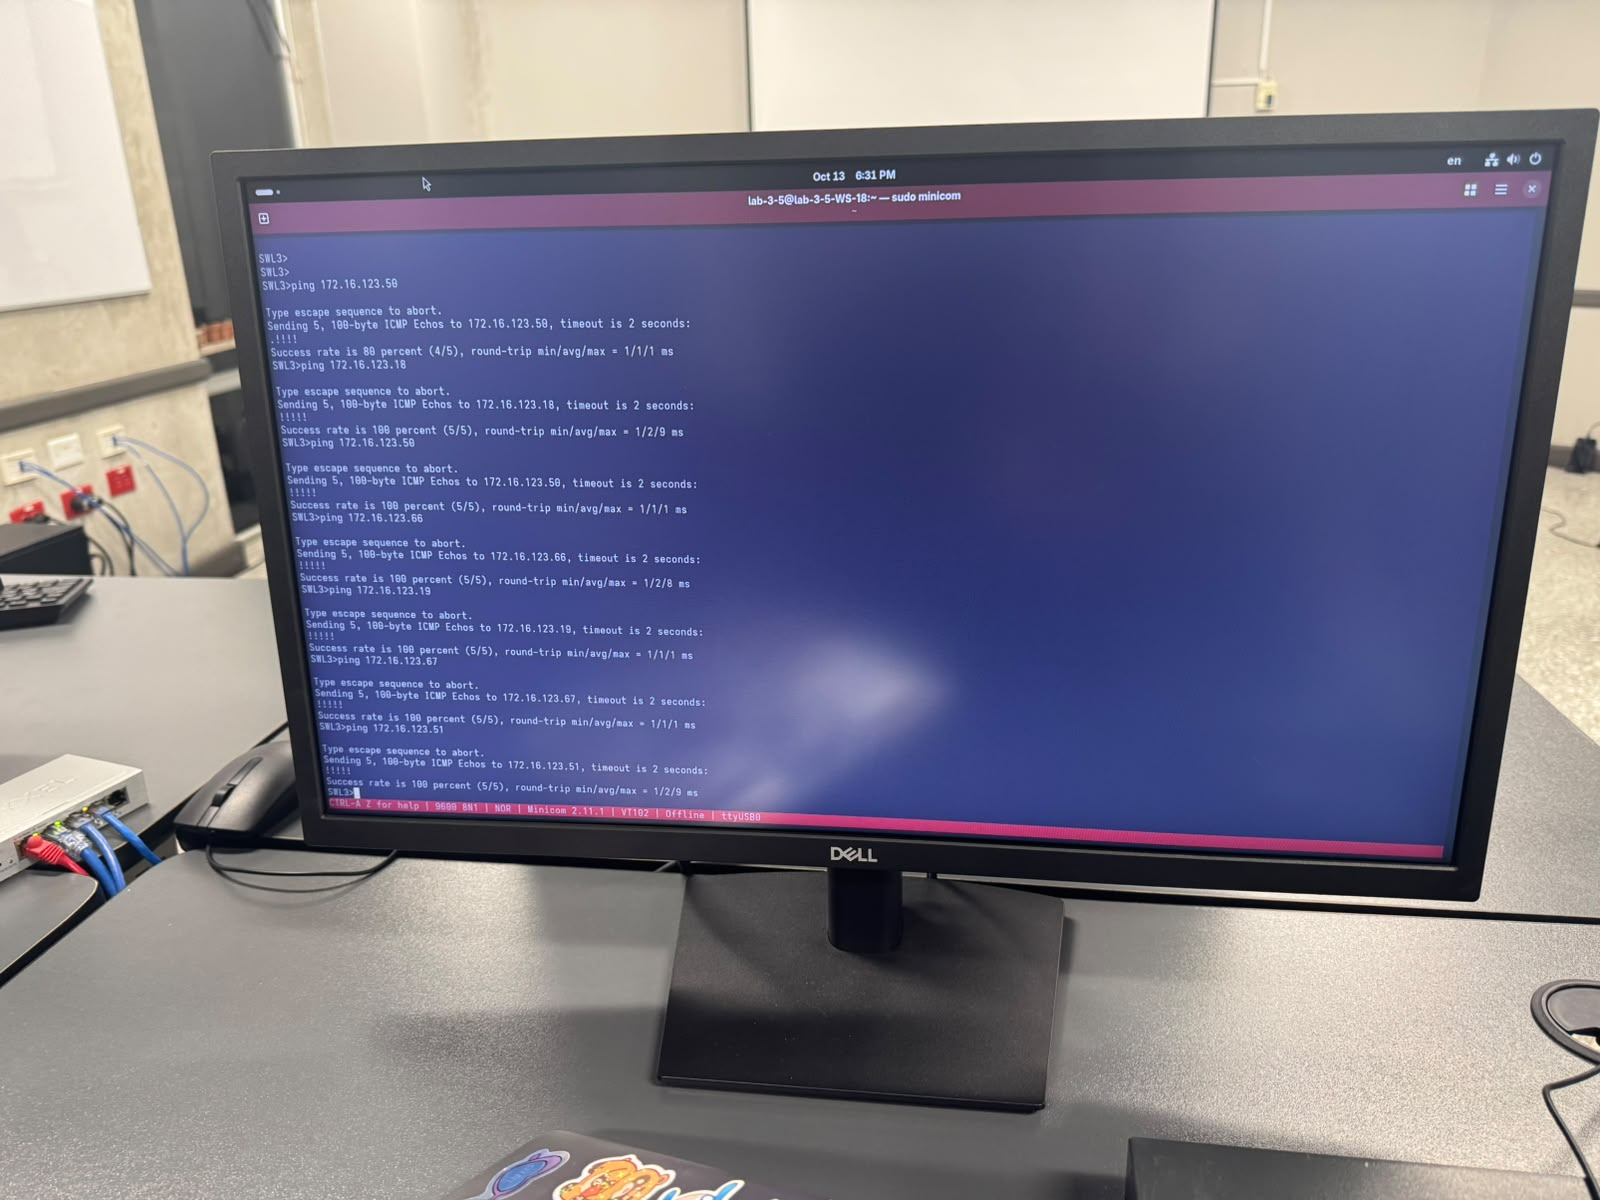 Oct 13 6:31 PM
en
lab-3-5@lab-3-5-WS-18:~ — sudo minicom
SWL3>
SWL3>
SWL3>ping 172.16.123.50
Type escape sequence to abort.
Sending 5, 100-byte ICMP Echos to 172.16.123.50, timeout is 2 seconds:
.!!!!
Success rate is 80 percent (4/5), round-trip min/avg/max = 1/1/1 ms
SWL3>ping 172.16.123.18
Type escape sequence to abort.
Sending 5, 100-byte ICMP Echos to 172.16.123.18, timeout is 2 seconds:
!!!!!
Success rate is 100 percent (5/5), round-trip min/avg/max = 1/2/9 ms
SWL3>ping 172.16.123.50
Type escape sequence to abort.
Sending 5, 100-byte ICMP Echos to 172.16.123.50, timeout is 2 seconds:
!!!!!
Success rate is 100 percent (5/5), round-trip min/avg/max = 1/1/1 ms
SWL3>ping 172.16.123.66
Type escape sequence to abort.
Sending 5, 100-byte ICMP Echos to 172.16.123.66, timeout is 2 seconds:
!!!!!
Success rate is 100 percent (5/5), round-trip min/avg/max = 1/2/8 ms
SWL3>ping 172.16.123.19
Type escape sequence to abort.
Sending 5, 100-byte ICMP Echos to 172.16.123.19, timeout is 2 seconds:
!!!!!
Success rate is 100 percent (5/5), round-trip min/avg/max = 1/1/1 ms
SWL3>ping 172.16.123.67
Type escape sequence to abort.
Sending 5, 100-byte ICMP Echos to 172.16.123.67, timeout is 2 seconds:
!!!!!
Success rate is 100 percent (5/5), round-trip min/avg/max = 1/1/1 ms
SWL3>ping 172.16.123.51
Type escape sequence to abort.
Sending 5, 100-byte ICMP Echos to 172.16.123.51, timeout is 2 seconds:
!!!!!
Success rate is 100 percent (5/5), round-trip min/avg/max = 1/2/9 ms
SWL3>
CTRL-A Z for help | 9600 8N1 | NOR | Minicom 2.11.1 | VT102 | Offline | ttyUSB0
DELL